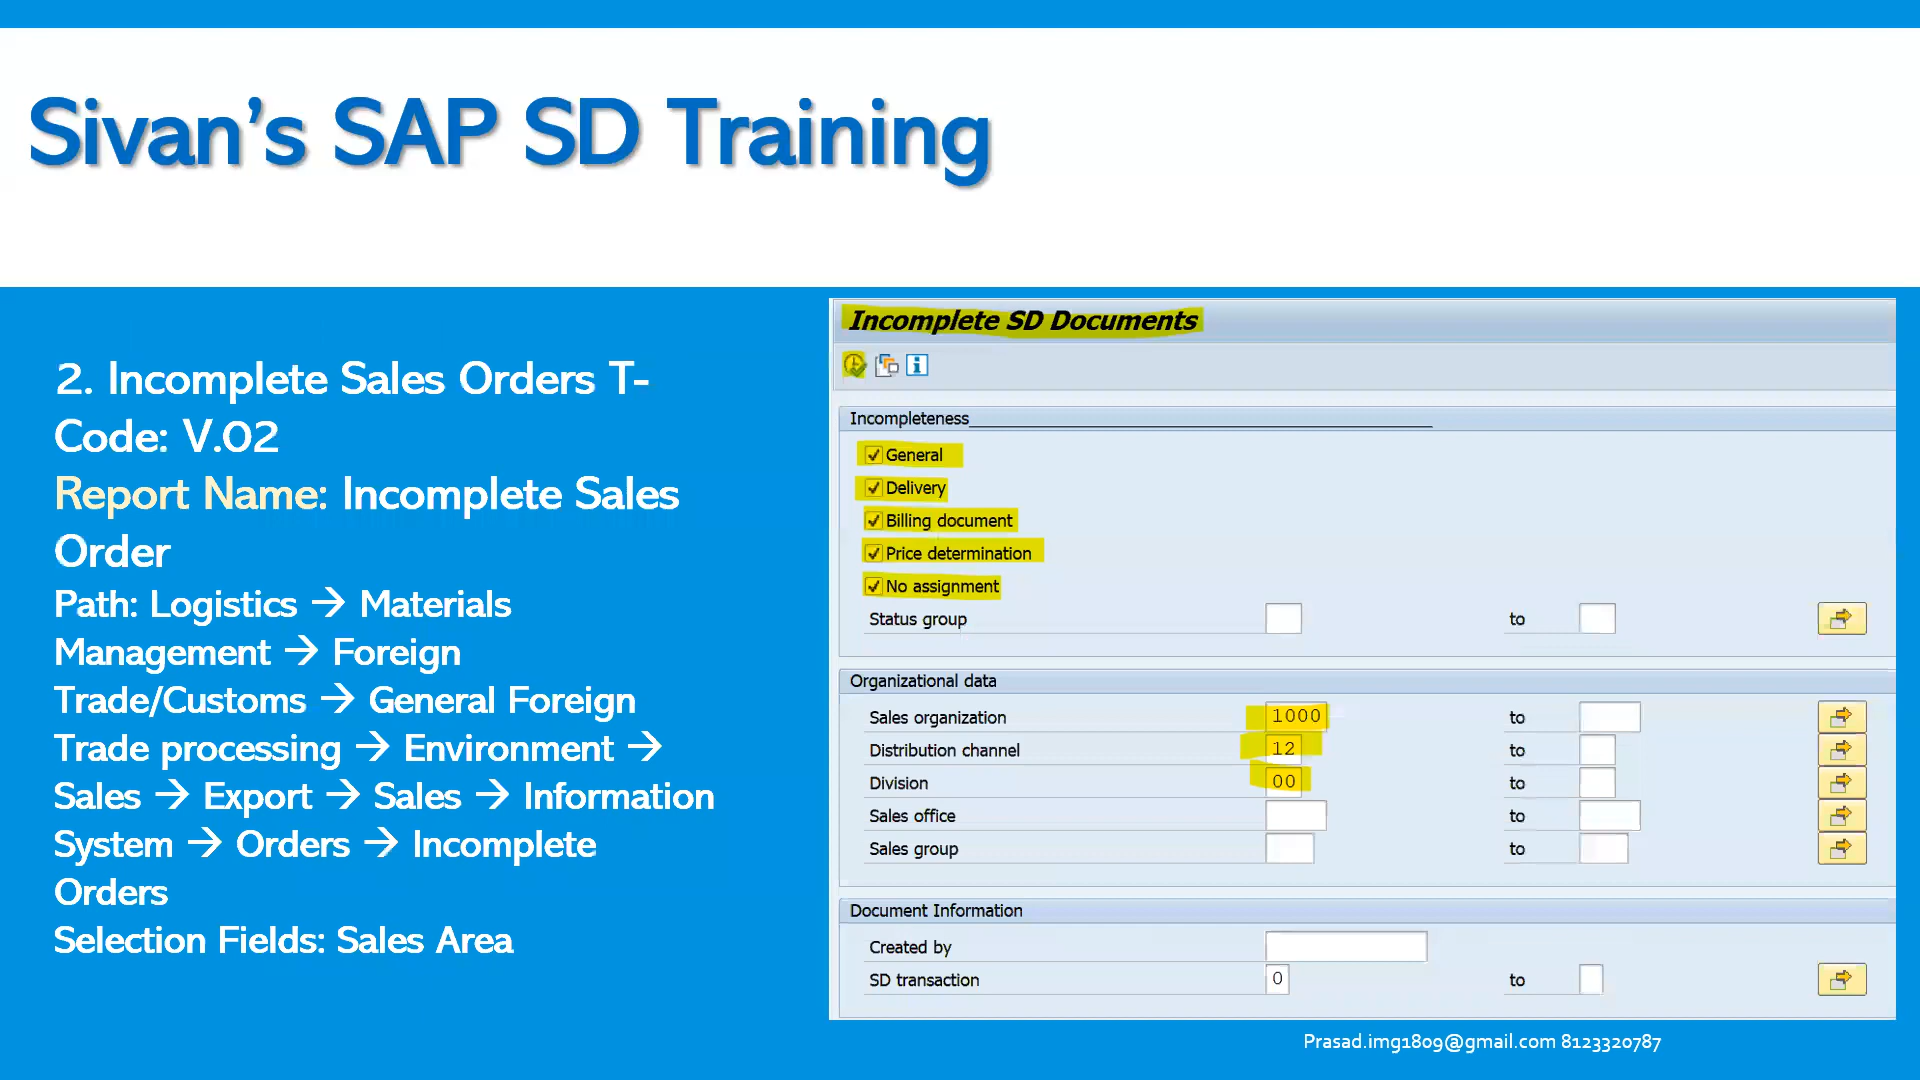 Sivan’s SAP SD Training
2. Incomplete Sales Orders T-
Code: V.02
Report Name: Incomplete Sales
Order
Path: Logistics → Materials
Management → Foreign
Trade/Customs → General Foreign
Trade processing → Environment →
Sales → Export → Sales → Information
System → Orders → Incomplete
Orders
Selection Fields: Sales Area
Incomplete SD Documents
Incompleteness
General
Delivery
Billing document
Price determination
No assignment
Status group to
Organizational data
Sales organization 1000 to
Distribution channel 12 to
Division 00 to
Sales office to
Sales group to
Document Information
Created by
SD transaction 0 to
Prasad.img1809@gmail.com 8123320787